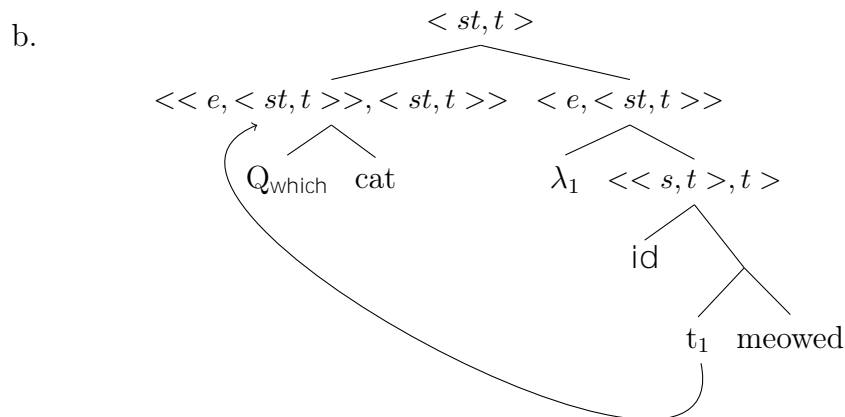 < st, t >
b.
<< e, < st, t >>, < st, t >> < e, < st, t >>
Q_which cat λ₁ << s, t >, t >
id
t₁ meowed